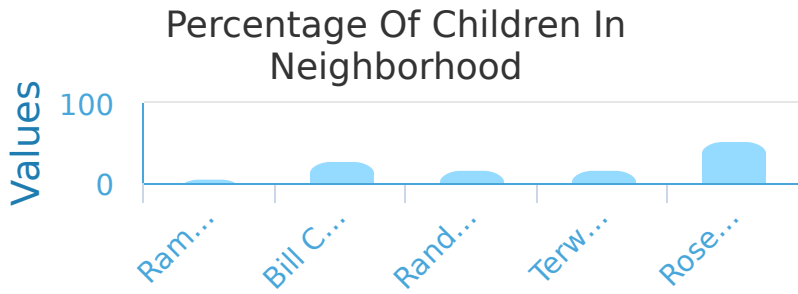 Percentage Of Children In
Neighborhood
Values
100
0
Ram...
Bill C...
Rand...
Terw...
Rose...